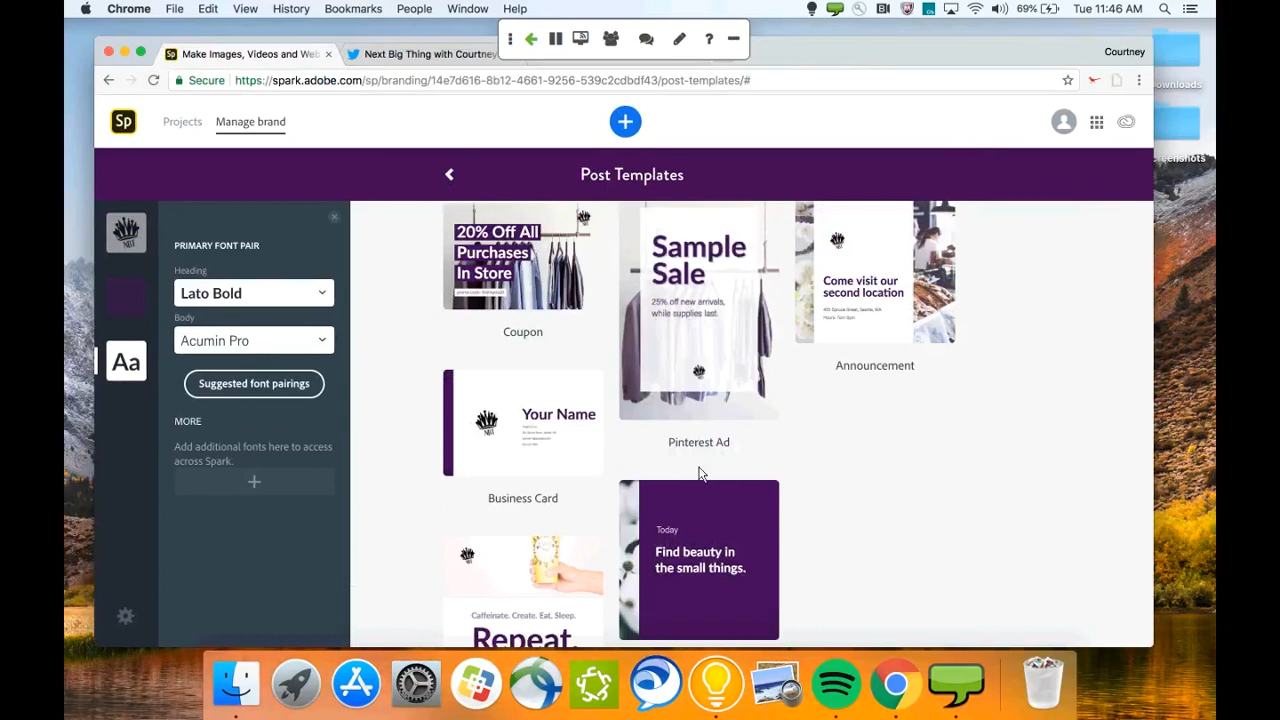 Chrome File Edit View History Bookmarks People Window Help 69% Tue 11:46 AM
Make Images, Videos and Web Next Big Thing with Courtney Courtney
Secure https://spark.adobe.com/sp/branding/14e7d616-8b12-4661-9256-539c2cdbdf43/post-templates/#
Sp Projects Manage brand
Post Templates
PRIMARY FONT PAIR
Heading
Lato Bold
Body
Acumin Pro
Aa
Suggested font pairings
MORE
Add additional fonts here to access
across Spark.
20% Off All
Purchases
In Store
Coupon
Sample
Sale
25% off new arrivals,
while supplies last.
Pinterest Ad
Come visit our
second location
Announcement
Your Name
Business Card
Today
Find beauty in
the small things.
Caffeinate. Create. Eat. Sleep.
Repeat.
ownloads
creenshots